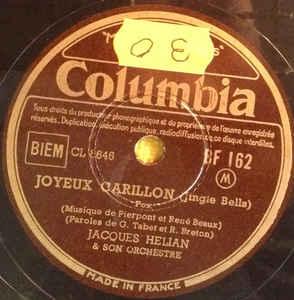 03
Columbia
Tous droits du producteur phonographique et du propriétaire de l'œuvre enregistrée
réservés. Duplication, exécution publique, radiodiffusion de ce disque interdites.
BIEM CL 8646 BF 162
M
JOYEUX CARILLON (Jingle Bells)
Fox
(Musique de Pierpont et René Beaux)
(Paroles de G. Tabet et R. Breton)
JACQUES HELIAN
& SON ORCHESTRE
MADE IN FRANCE